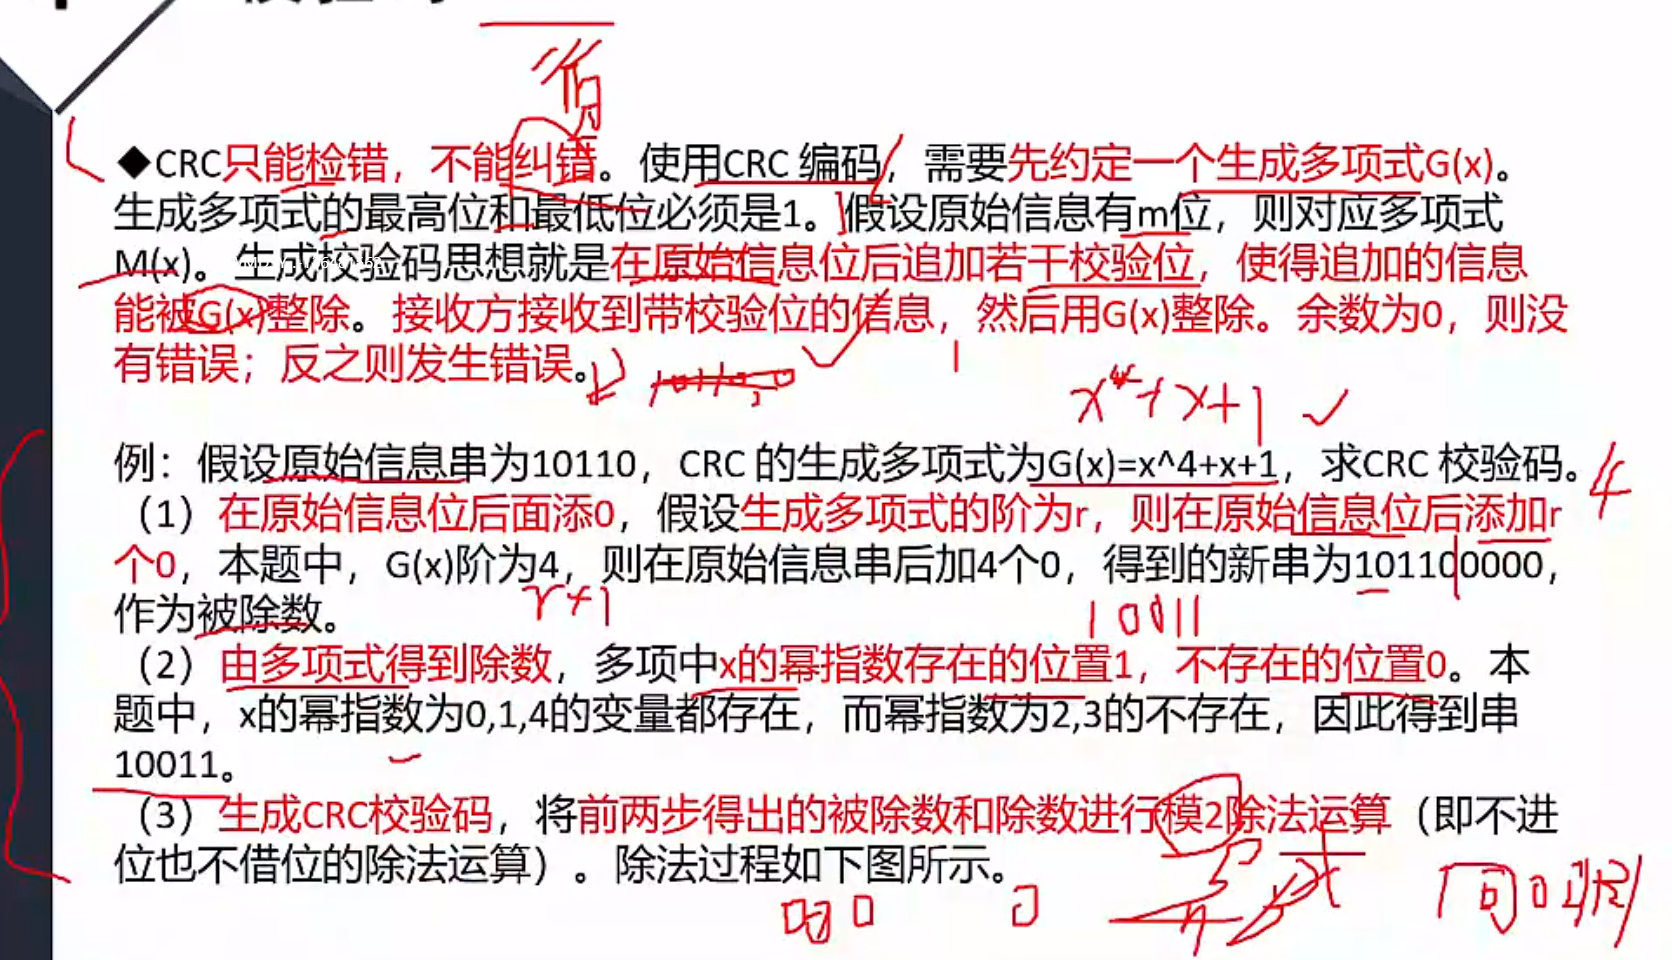 ◆CRC只能检错，不能纠错。使用CRC 编码，需要先约定一个生成多项式G(x)。
生成多项式的最高位和最低位必须是1。假设原始信息有m位，则对应多项式
M(x)。生成校验码思想就是在原始信息位后追加若干校验位，使得追加的信息
能被G(x)整除。接收方接收到带校验位的信息，然后用G(x)整除。余数为0，则没
有错误；反之则发生错误。
x⁴+x+1
例：假设原始信息串为10110，CRC 的生成多项式为G(x)=x^4+x+1，求CRC 校验码。
4
（1）在原始信息位后面添0，假设生成多项式的阶为r，则在原始信息位后添加r
个0，本题中，G(x)阶为4，则在原始信息串后加4个0，得到的新串为101100000，
作为被除数。
r+1
10011
（2）由多项式得到除数，多项中x的幂指数存在的位置1，不存在的位置0。本
题中，x的幂指数为0,1,4的变量都存在，而幂指数为2,3的不存在，因此得到串
10011。
（3）生成CRC校验码，将前两步得出的被除数和除数进行模2除法运算（即不进
位也不借位的除法运算）。除法过程如下图所示。